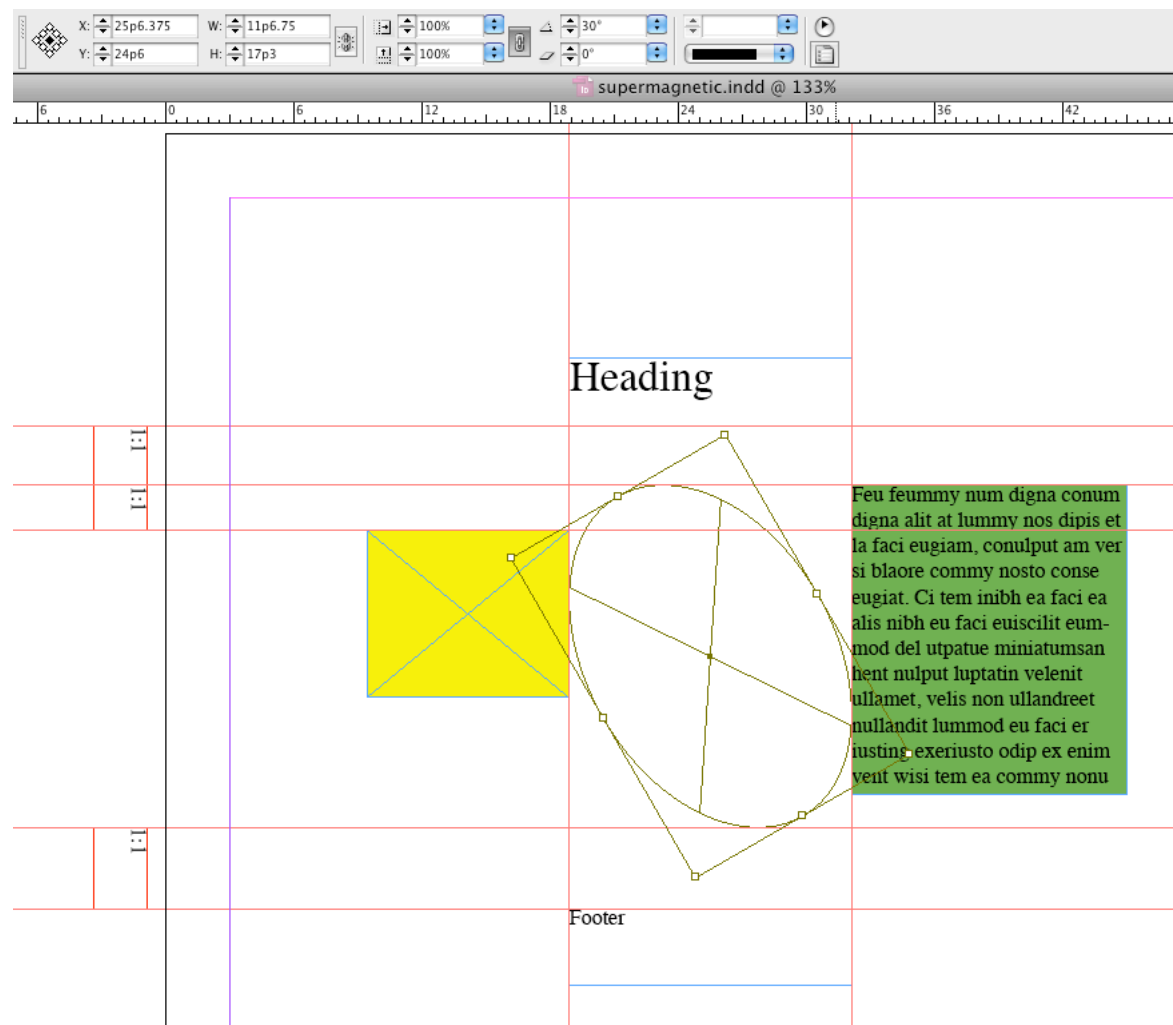 X: 25p6.375 W: 11p6.75 100% 30°
Y: 24p6 H: 17p3 100% 0°
supermagnetic.indd @ 133%
6 0 6 12 18 24 30 36 42
Heading
1:1
1:1
Feu feummy num digna conum
digna alit at lummy nos dipis et
la faci eugiam, conulput am ver
si blaore commy nosto conse
eugiat. Ci tem inibh ea faci ea
alis nibh eu faci euiscilit eum-
mod del utpatue miniatumsan
hent nulput luptatin velenit
ullamet, velis non ullandreet
nullandit lummod eu faci er
iusting exeriusto odip ex enim
vent wisi tem ea commy nonu
1:1
Footer